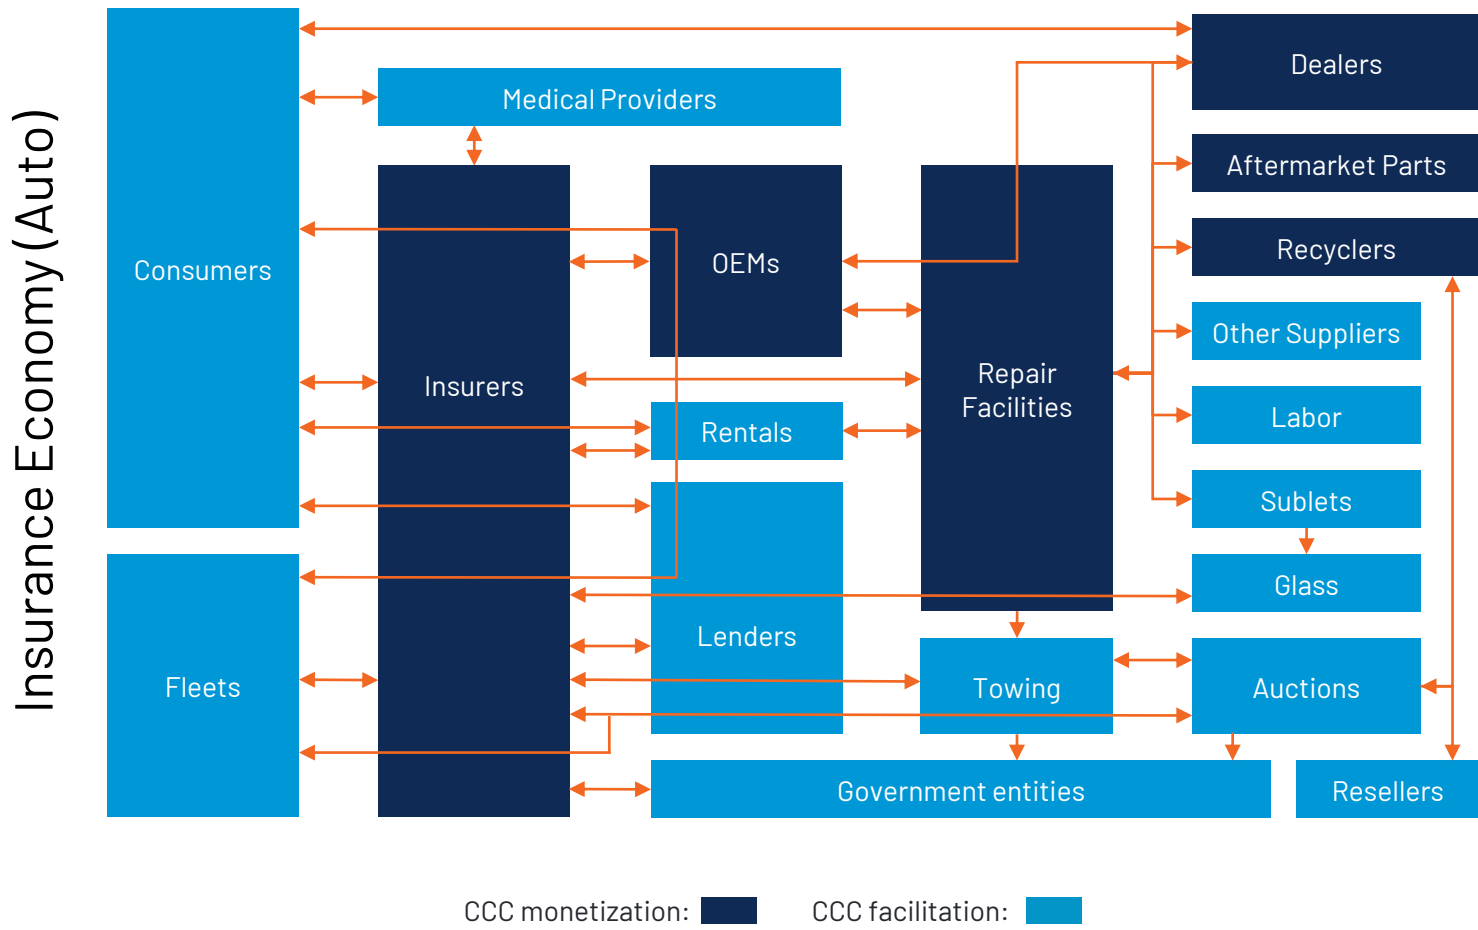 Insurance Economy (Auto)
Consumers
Fleets
Medical Providers
Insurers
OEMs
Rentals
Lenders
Repair
Facilities
Towing
Government entities
Dealers
Aftermarket Parts
Recyclers
Other Suppliers
Labor
Sublets
Glass
Auctions
Resellers
CCC monetization:
CCC facilitation: